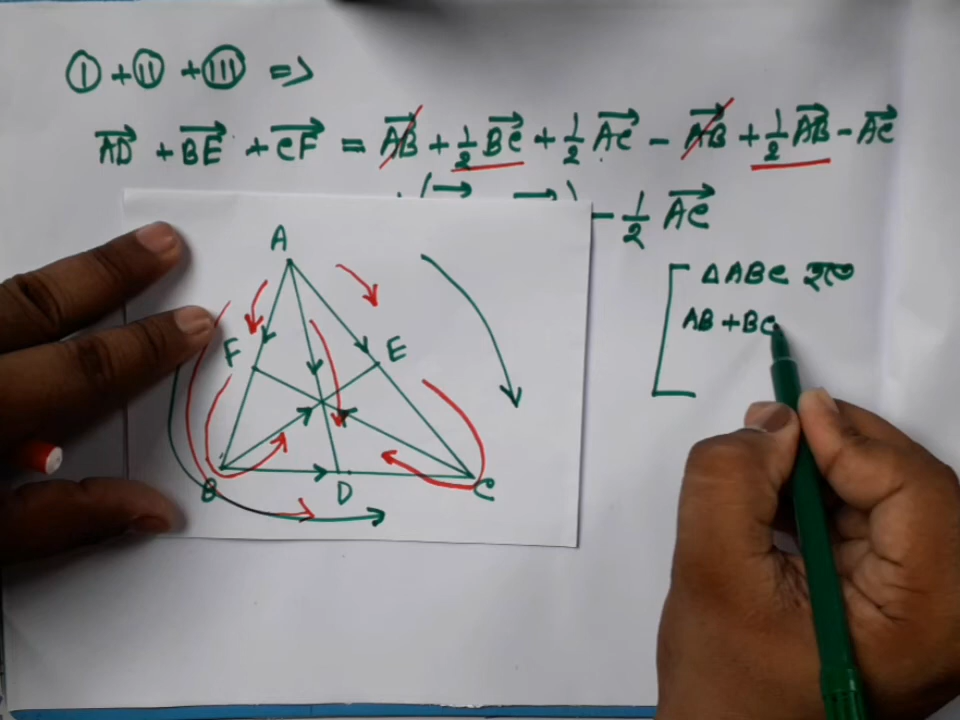 Ⓘ + Ⓘⓘ + Ⓘⓘⓘ =>
AD→ + BE→ + CF→ = AB→ + 1/2 BC→ + 1/2 AC→ - AB→ + 1/2 AB→ - AC→
- 1/2 AC→
Δ ABC হতে
AB + BC
A
F
E
B
D
C